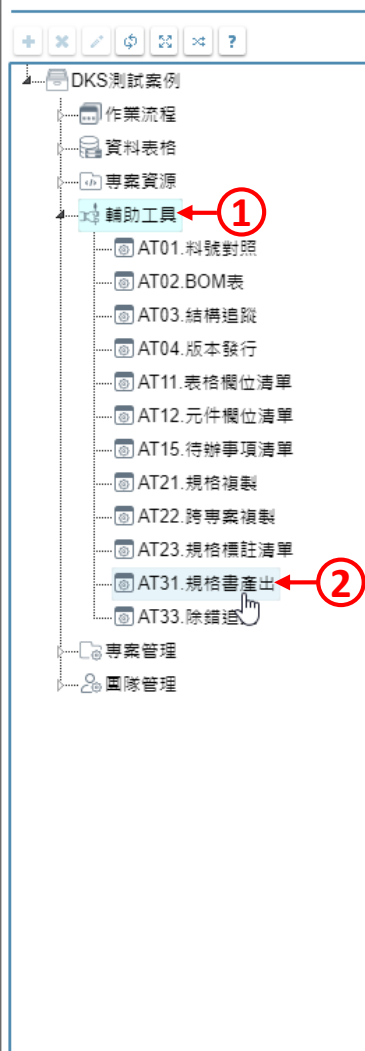 ?
DKS測試案例
作業流程
資料表格
專案資源
輔助工具 1
AT01.料號對照
AT02.BOM表
AT03.結構追蹤
AT04.版本發行
AT11.表格欄位清單
AT12.元件欄位清單
AT15.待辦事項清單
AT21.規格複製
AT22.跨專案複製
AT23.規格標註清單
AT31.規格書產出 2
AT33.除錯追
專案管理
團隊管理